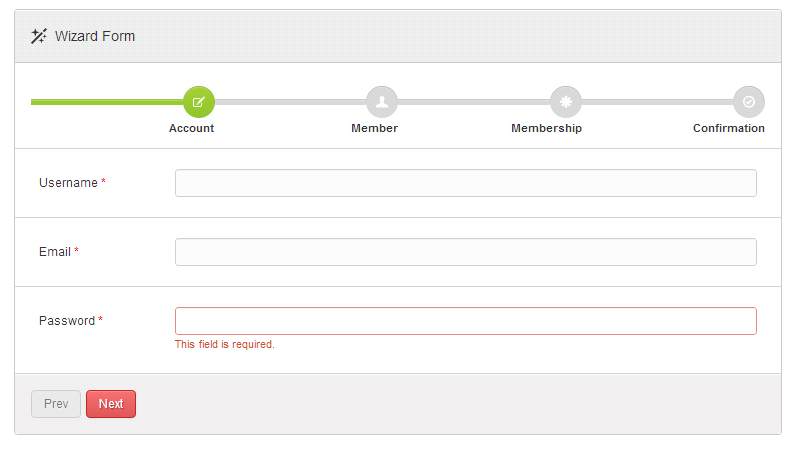 Wizard Form
Account Member Membership Confirmation
Username *
Email *
Password *
This field is required.
Prev Next